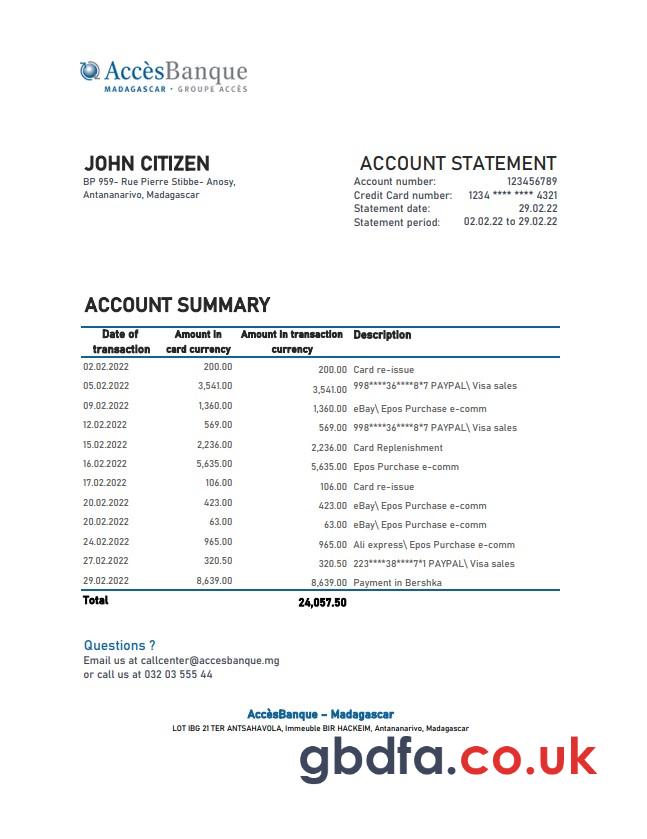 AccèsBanque
MADAGASCAR · GROUPE ACCÈS
JOHN CITIZEN
BP 959- Rue Pierre Stibbe- Anosy,
Antananarivo, Madagascar
ACCOUNT STATEMENT
Account number: 123456789
Credit Card number: 1234 **** **** 4321
Statement date: 29.02.22
Statement period: 02.02.22 to 29.02.22
ACCOUNT SUMMARY
Date of transaction Amount in card currency Amount in transaction currency Description
02.02.2022 200.00 200.00 Card re-issue
05.02.2022 3,541.00 3,541.00 998****36****8*7 PAYPAL\ Visa sales
09.02.2022 1,360.00 1,360.00 eBay\ Epos Purchase e-comm
12.02.2022 569.00 569.00 998****36****8*7 PAYPAL\ Visa sales
15.02.2022 2,236.00 2,236.00 Card Replenishment
16.02.2022 5,635.00 5,635.00 Epos Purchase e-comm
17.02.2022 106.00 106.00 Card re-issue
20.02.2022 423.00 423.00 eBay\ Epos Purchase e-comm
20.02.2022 63.00 63.00 eBay\ Epos Purchase e-comm
24.02.2022 965.00 965.00 Ali express\ Epos Purchase e-comm
27.02.2022 320.50 320.50 223****38****7*1 PAYPAL\ Visa sales
29.02.2022 8,639.00 8,639.00 Payment in Bershka
Total 24,057.50
Questions ?
Email us at callcenter@accesbanque.mg
or call us at 032 03 555 44
AccèsBanque – Madagascar
LOT IBG 21 TER ANTSAHAVOLA, Immeuble BIR HACKEIM, Antananarivo, Madagascar
gbdfa.co.uk